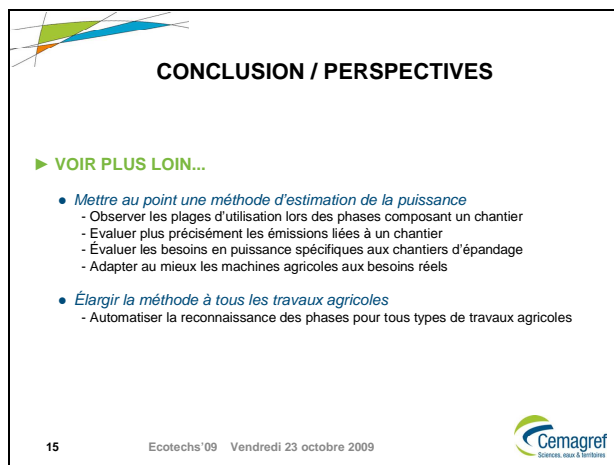 CONCLUSION / PERSPECTIVES
► VOIR PLUS LOIN...
● Mettre au point une méthode d'estimation de la puissance
- Observer les plages d'utilisation lors des phases composant un chantier
- Evaluer plus précisément les émissions liées à un chantier
- Évaluer les besoins en puissance spécifiques aux chantiers d'épandage
- Adapter au mieux les machines agricoles aux besoins réels
● Élargir la méthode à tous les travaux agricoles
- Automatiser la reconnaissance des phases pour tous types de travaux agricoles
15 Ecotechs'09 Vendredi 23 octobre 2009
Cemagref
Sciences, eaux & territoires